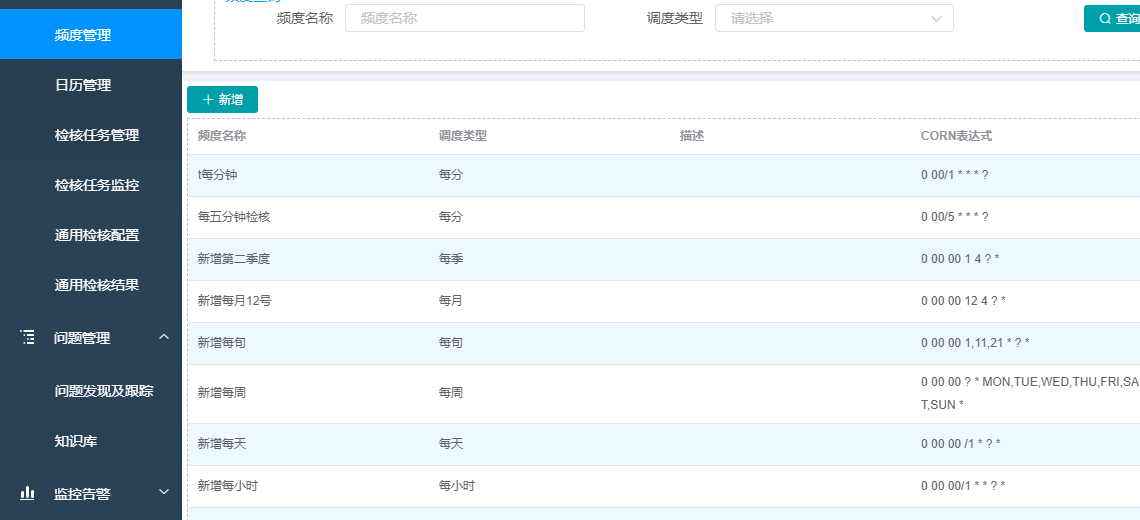 频度管理
日历管理
检核任务管理
检核任务监控
通用检核配置
通用检核结果
问题管理
问题发现及跟踪
知识库
监控告警
频度名称 频度名称 调度类型 请选择 查询
新增
频度名称 调度类型 描述 CORN表达式
t每分钟 每分 0 00/1 * * * ?
每五分钟检核 每分 0 00/5 * * * ?
新增第二季度 每季 0 00 00 1 4 ? *
新增每月12号 每月 0 00 00 12 4 ? *
新增每旬 每旬 0 00 00 1,11,21 * ? *
新增每周 每周 0 00 00 ? * MON,TUE,WED,THU,FRI,SA
T,SUN *
新增每天 每天 0 00 00 /1 * ? *
新增每小时 每小时 0 00 00/1 * * ? *